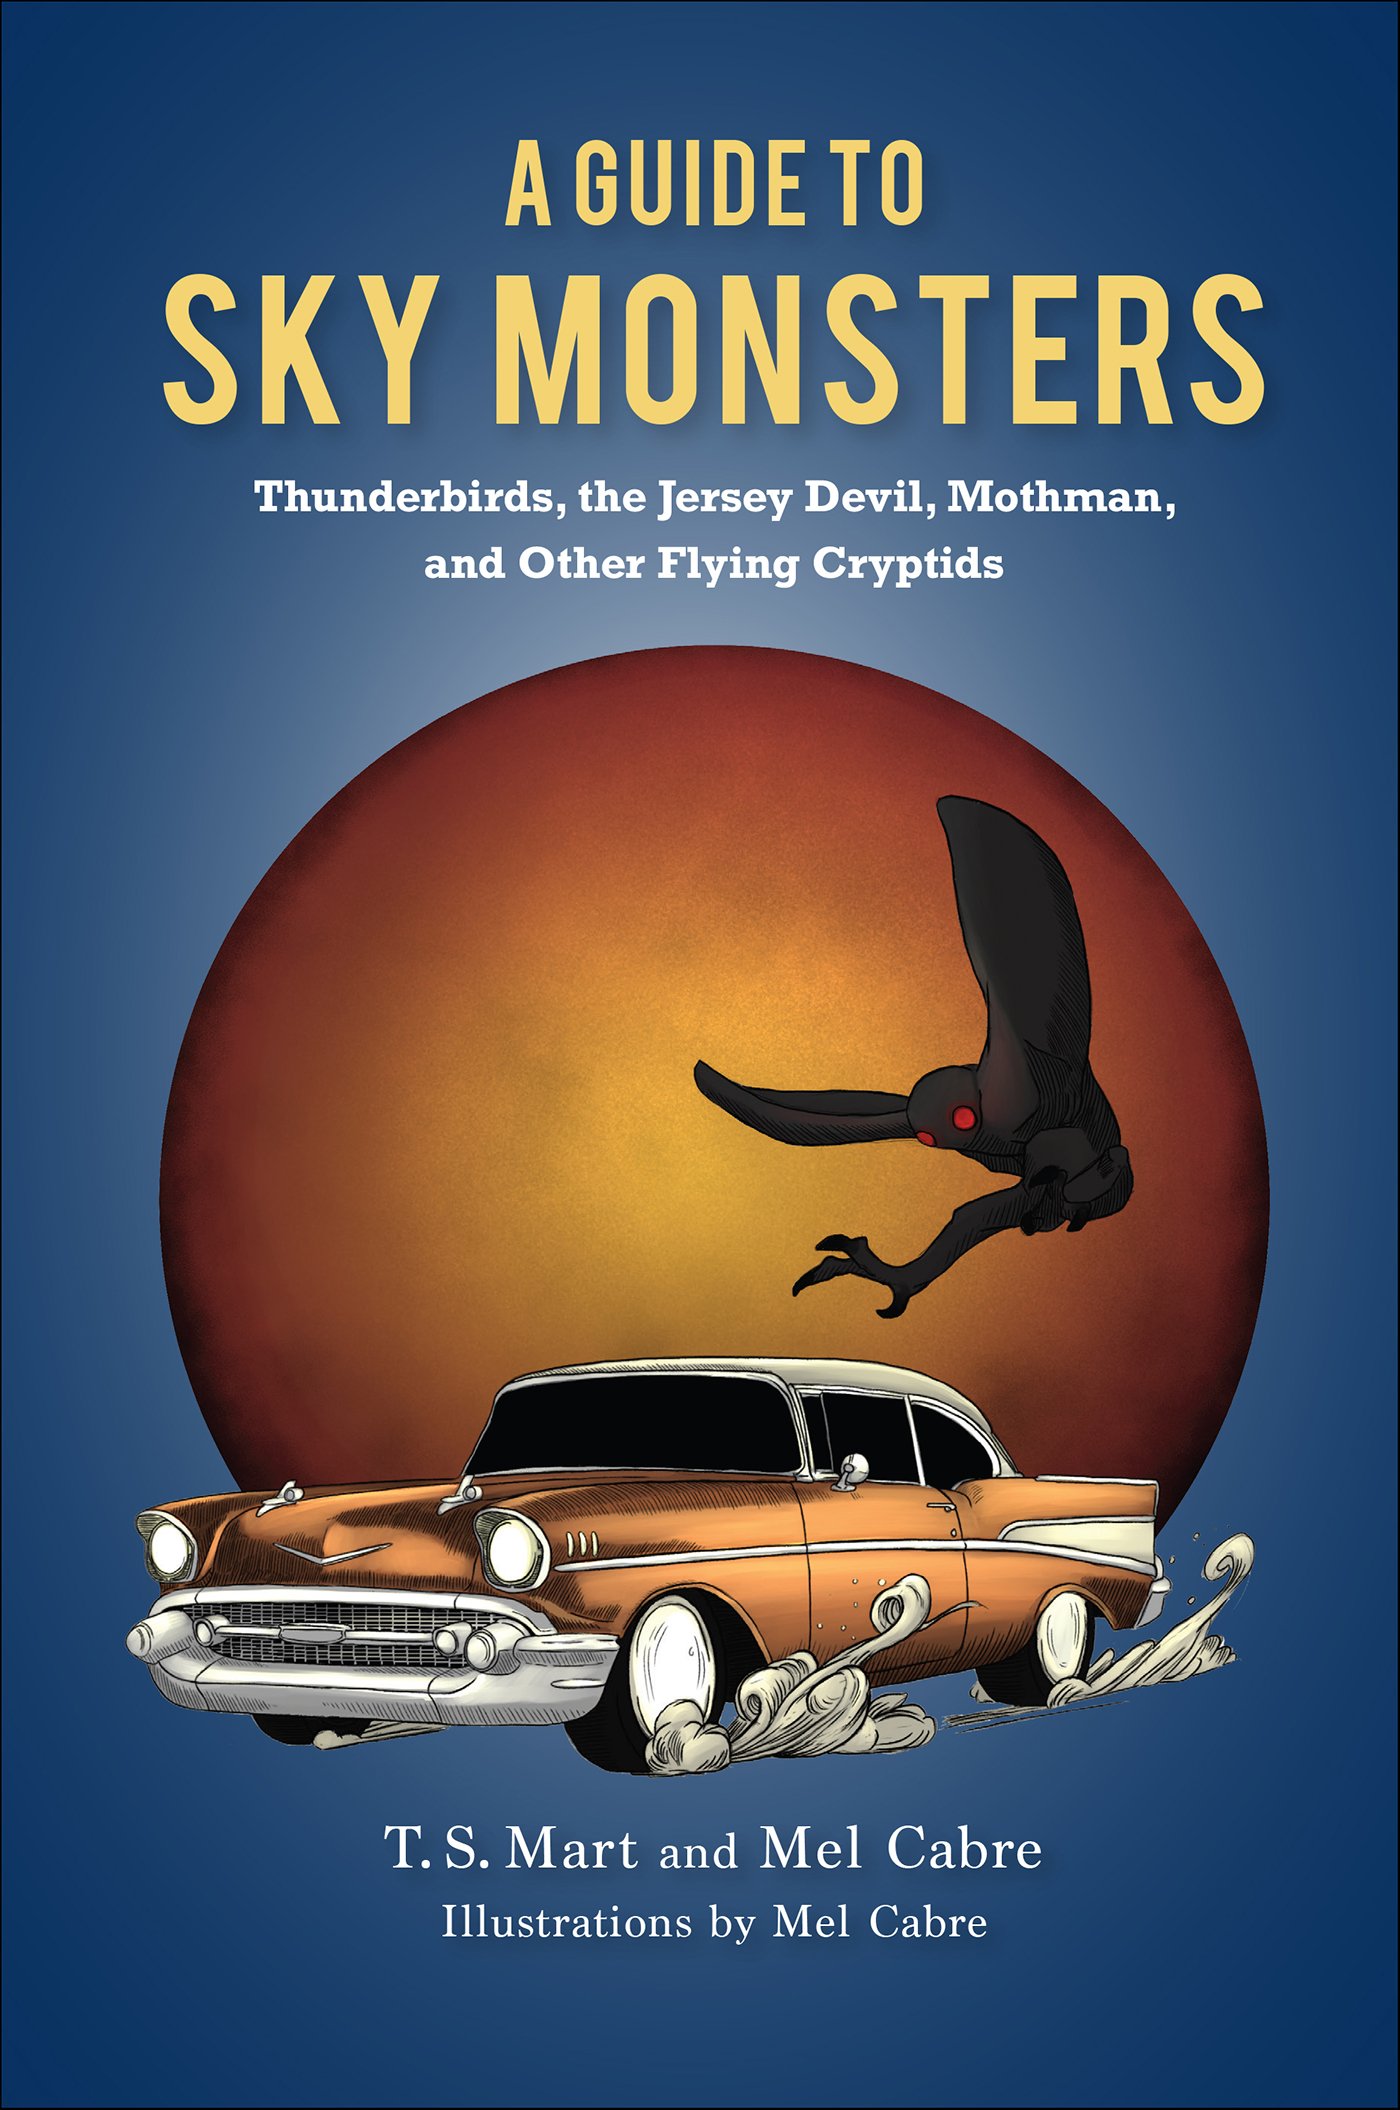 A GUIDE TO
SKY MONSTERS
Thunderbirds, the Jersey Devil, Mothman,
and Other Flying Cryptids
T. S. Mart and Mel Cabre
Illustrations by Mel Cabre